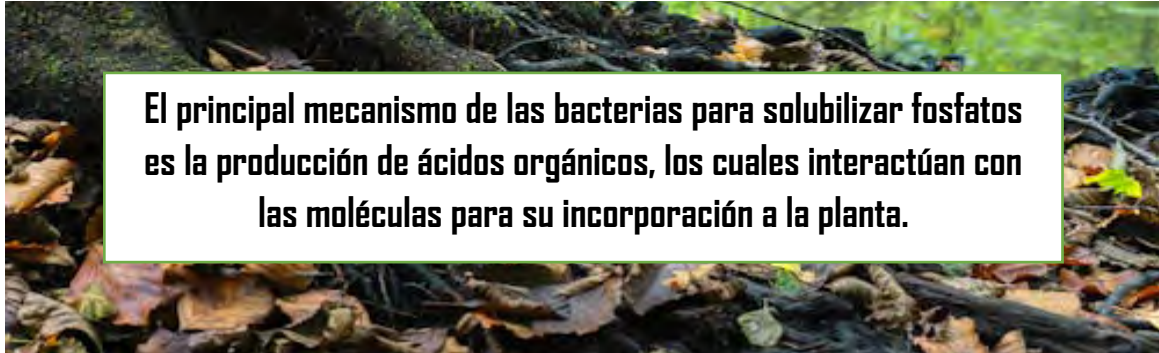 El principal mecanismo de las bacterias para solubilizar fosfatos
es la producción de ácidos orgánicos, los cuales interactúan con
las moléculas para su incorporación a la planta.